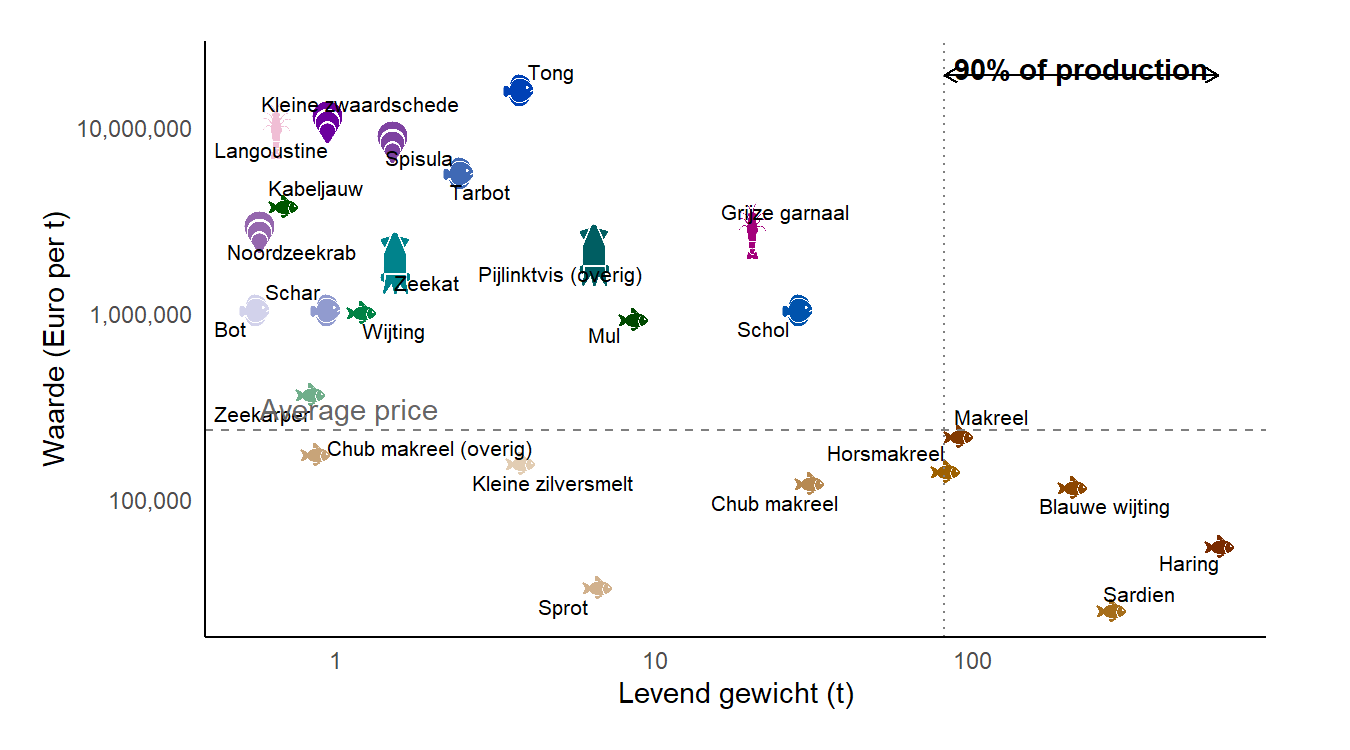 90% of production
Tong
Kleine zwaardschede
10,000,000
Langoustine
Spisula
Kabeljauw
Tarbot
Grijze garnaal
Noordzeekrab
Pijlinktvis (overig)
Zeekat
Schar
1,000,000
Bot
Wijting
Mul
Schol
Average price
Zeekarper
Makreel
Chub makreel (overig)
Horsmakreel
Kleine zilversmelt
100,000
Chub makreel
Blauwe wijting
Haring
Sardien
Sprot
1
10
100
Levend gewicht (t)
Waarde (Euro per t)